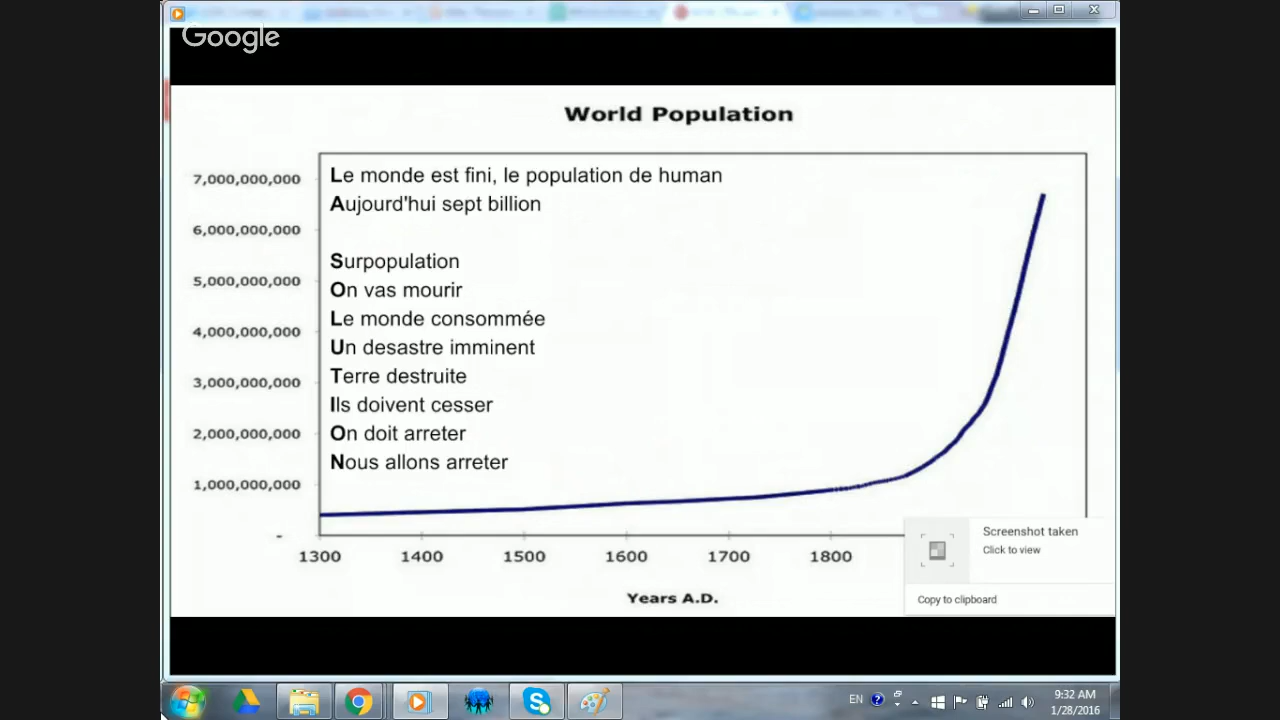 Google
World Population
7,000,000,000
6,000,000,000
5,000,000,000
4,000,000,000
3,000,000,000
2,000,000,000
1,000,000,000
-
Le monde est fini, le population de human
Aujourd'hui sept billion
Surpopulation
On vas mourir
Le monde consommée
Un desastre imminent
Terre destruite
Ils doivent cesser
On doit arreter
Nous allons arreter
1300 1400 1500 1600 1700 1800
Years A.D.
Screenshot taken
Click to view
Copy to clipboard
EN
9:32 AM
1/28/2016